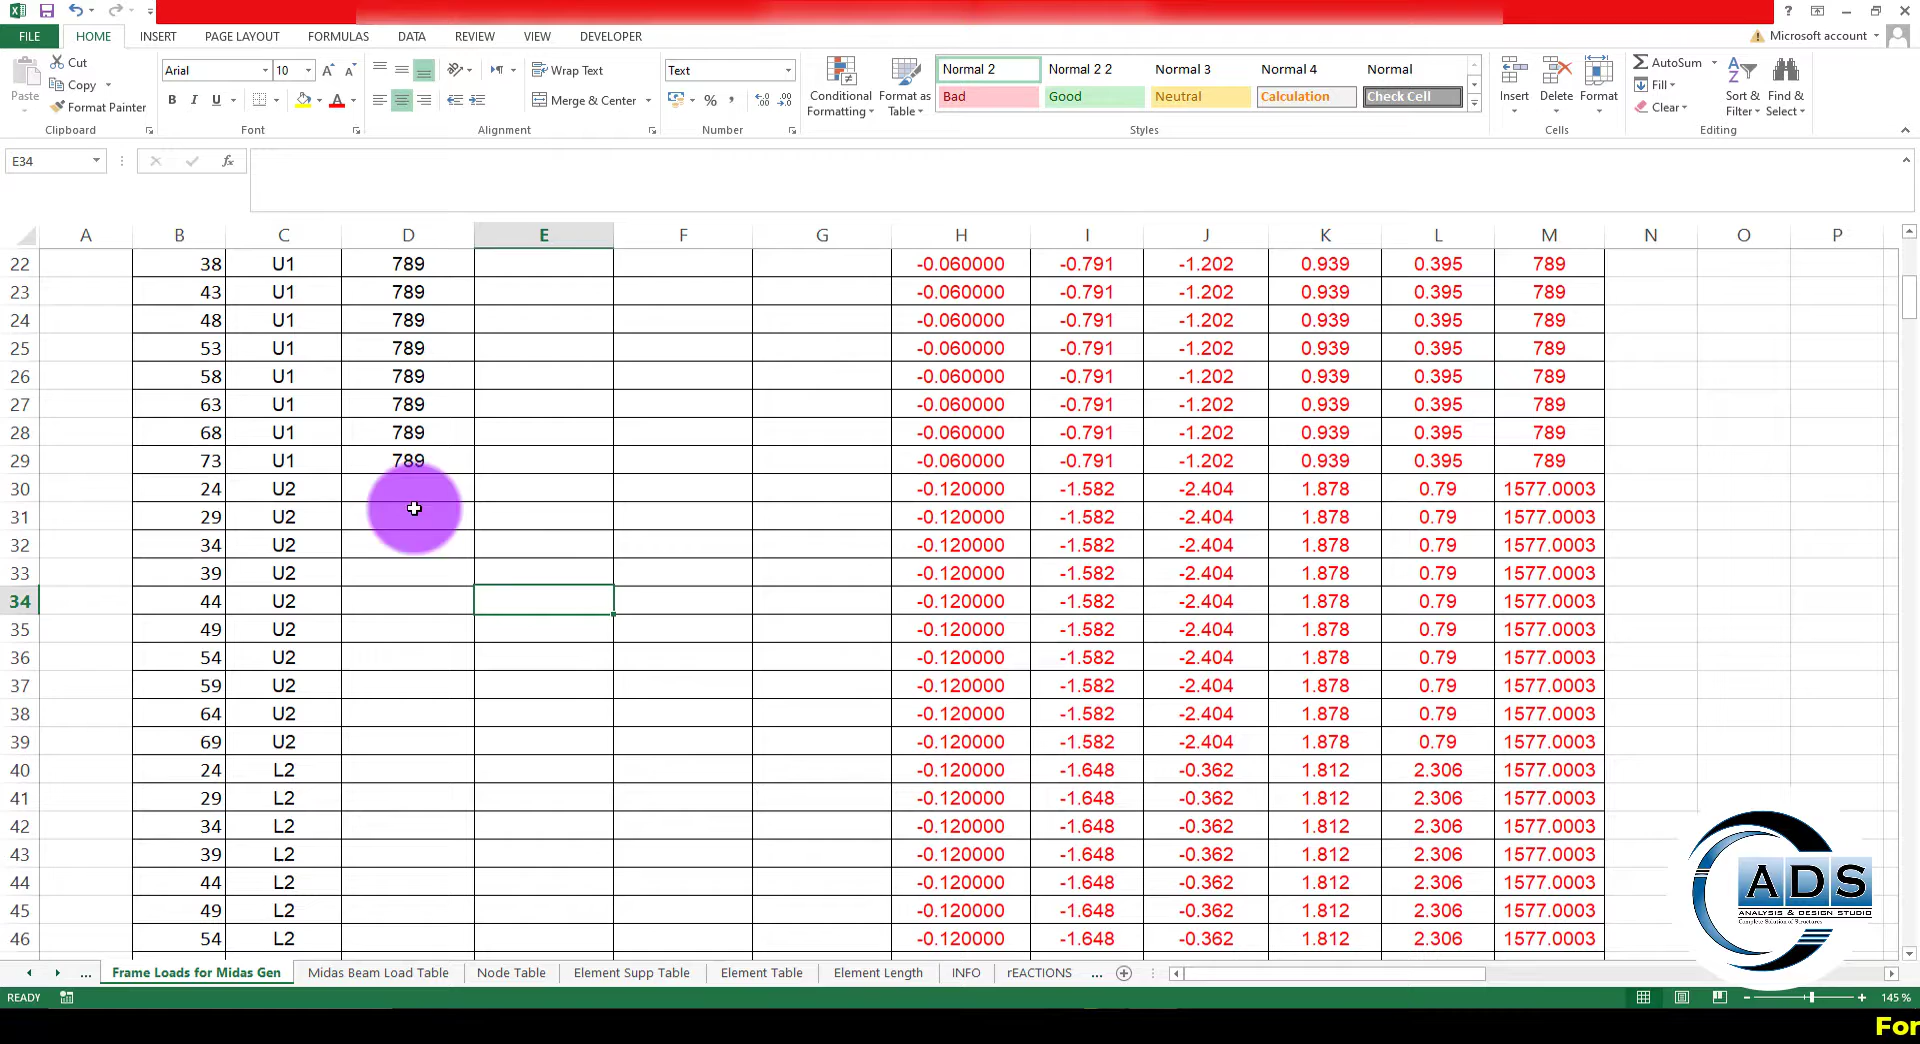 FILE HOME INSERT PAGE LAYOUT FORMULAS DATA REVIEW VIEW DEVELOPER Microsoft account
Paste Cut Copy Format Painter
Clipboard
Arial 10
B I U
Font
Wrap Text
Merge & Center
Alignment
Text
%
Number
Conditional Formatting
Format as Table
Normal 2 Normal 2 2 Normal 3 Normal 4 Normal
Bad Good Neutral Calculation Check Cell
Styles
Insert Delete Format
Cells
AutoSum
Fill
Clear
Sort & Filter
Find & Select
Editing
E34 fx
A B C D E F G H I J K L M N O P
22 38 U1 789 -0.060000 -0.791 -1.202 0.939 0.395 789
23 43 U1 789 -0.060000 -0.791 -1.202 0.939 0.395 789
24 48 U1 789 -0.060000 -0.791 -1.202 0.939 0.395 789
25 53 U1 789 -0.060000 -0.791 -1.202 0.939 0.395 789
26 58 U1 789 -0.060000 -0.791 -1.202 0.939 0.395 789
27 63 U1 789 -0.060000 -0.791 -1.202 0.939 0.395 789
28 68 U1 789 -0.060000 -0.791 -1.202 0.939 0.395 789
29 73 U1 789 -0.060000 -0.791 -1.202 0.939 0.395 789
30 24 U2 -0.120000 -1.582 -2.404 1.878 0.79 1577.0003
31 29 U2 -0.120000 -1.582 -2.404 1.878 0.79 1577.0003
32 34 U2 -0.120000 -1.582 -2.404 1.878 0.79 1577.0003
33 39 U2 -0.120000 -1.582 -2.404 1.878 0.79 1577.0003
34 44 U2 -0.120000 -1.582 -2.404 1.878 0.79 1577.0003
35 49 U2 -0.120000 -1.582 -2.404 1.878 0.79 1577.0003
36 54 U2 -0.120000 -1.582 -2.404 1.878 0.79 1577.0003
37 59 U2 -0.120000 -1.582 -2.404 1.878 0.79 1577.0003
38 64 U2 -0.120000 -1.582 -2.404 1.878 0.79 1577.0003
39 69 U2 -0.120000 -1.582 -2.404 1.878 0.79 1577.0003
40 24 L2 -0.120000 -1.648 -0.362 1.812 2.306 1577.0003
41 29 L2 -0.120000 -1.648 -0.362 1.812 2.306 1577.0003
42 34 L2 -0.120000 -1.648 -0.362 1.812 2.306 1577.0003
43 39 L2 -0.120000 -1.648 -0.362 1.812 2.306 1577.0003
44 44 L2 -0.120000 -1.648 -0.362 1.812 2.306 1577.0003
45 49 L2 -0.120000 -1.648 -0.362 1.812 2.306 1577.0003
46 54 L2 -0.120000 -1.648 -0.362 1.812 2.306 1577.0003
ADS
ANALYSIS & DESIGN STUDIO
Complete Solution of Structures
... Frame Loads for Midas Gen Midas Beam Load Table Node Table Element Supp Table Element Table Element Length INFO rEACTIONS ...
READY 145 %
For